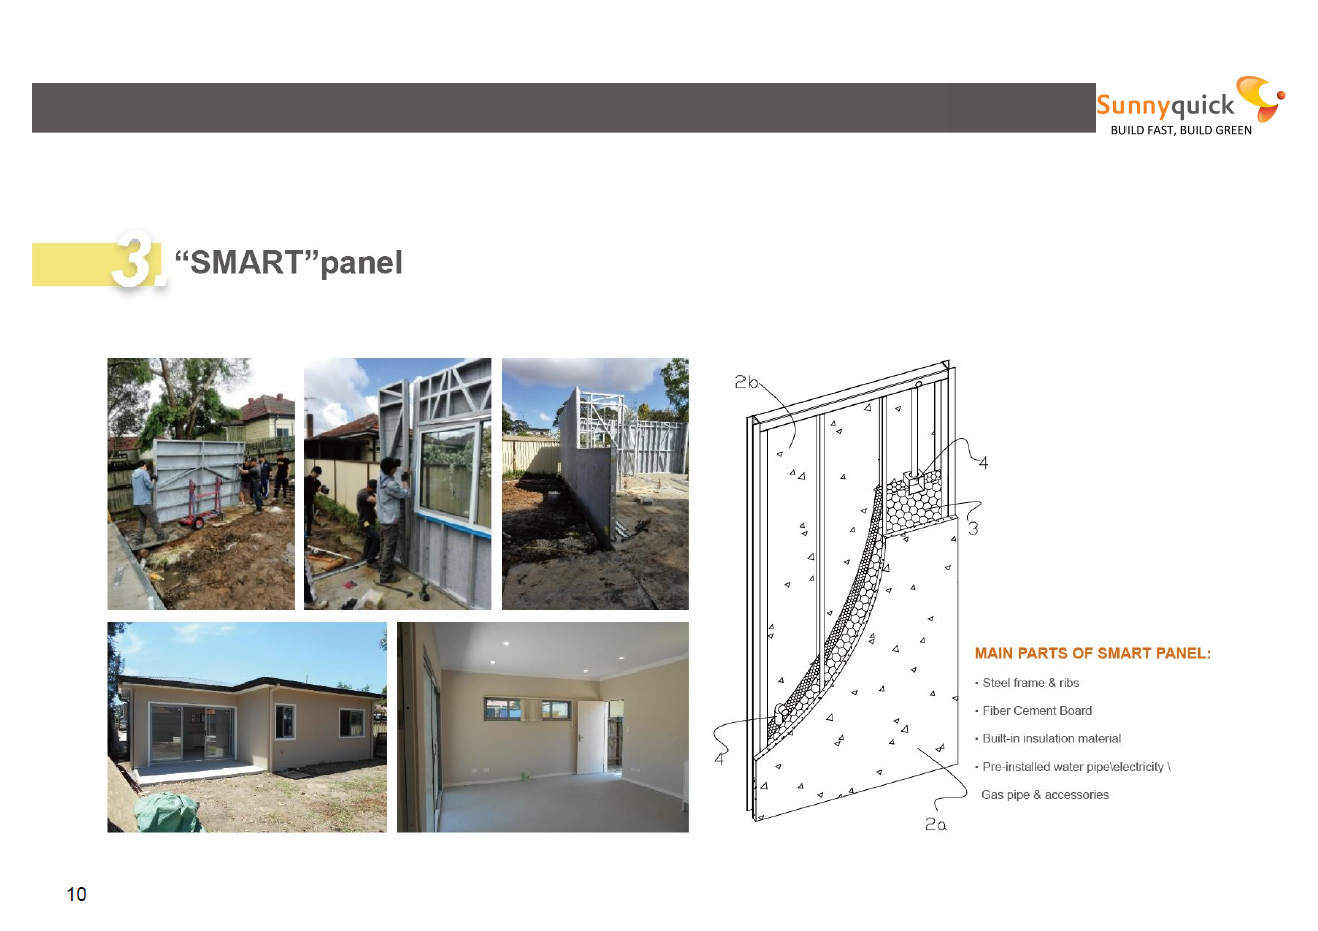 Sunnyquick
BUILD FAST, BUILD GREEN
3. “SMART”panel
2b
4
3
4
2a
MAIN PARTS OF SMART PANEL:
• Steel frame & ribs
• Fiber Cement Board
• Built-in insulation material
• Pre-installed water pipe\electricity \
Gas pipe & accessories
10